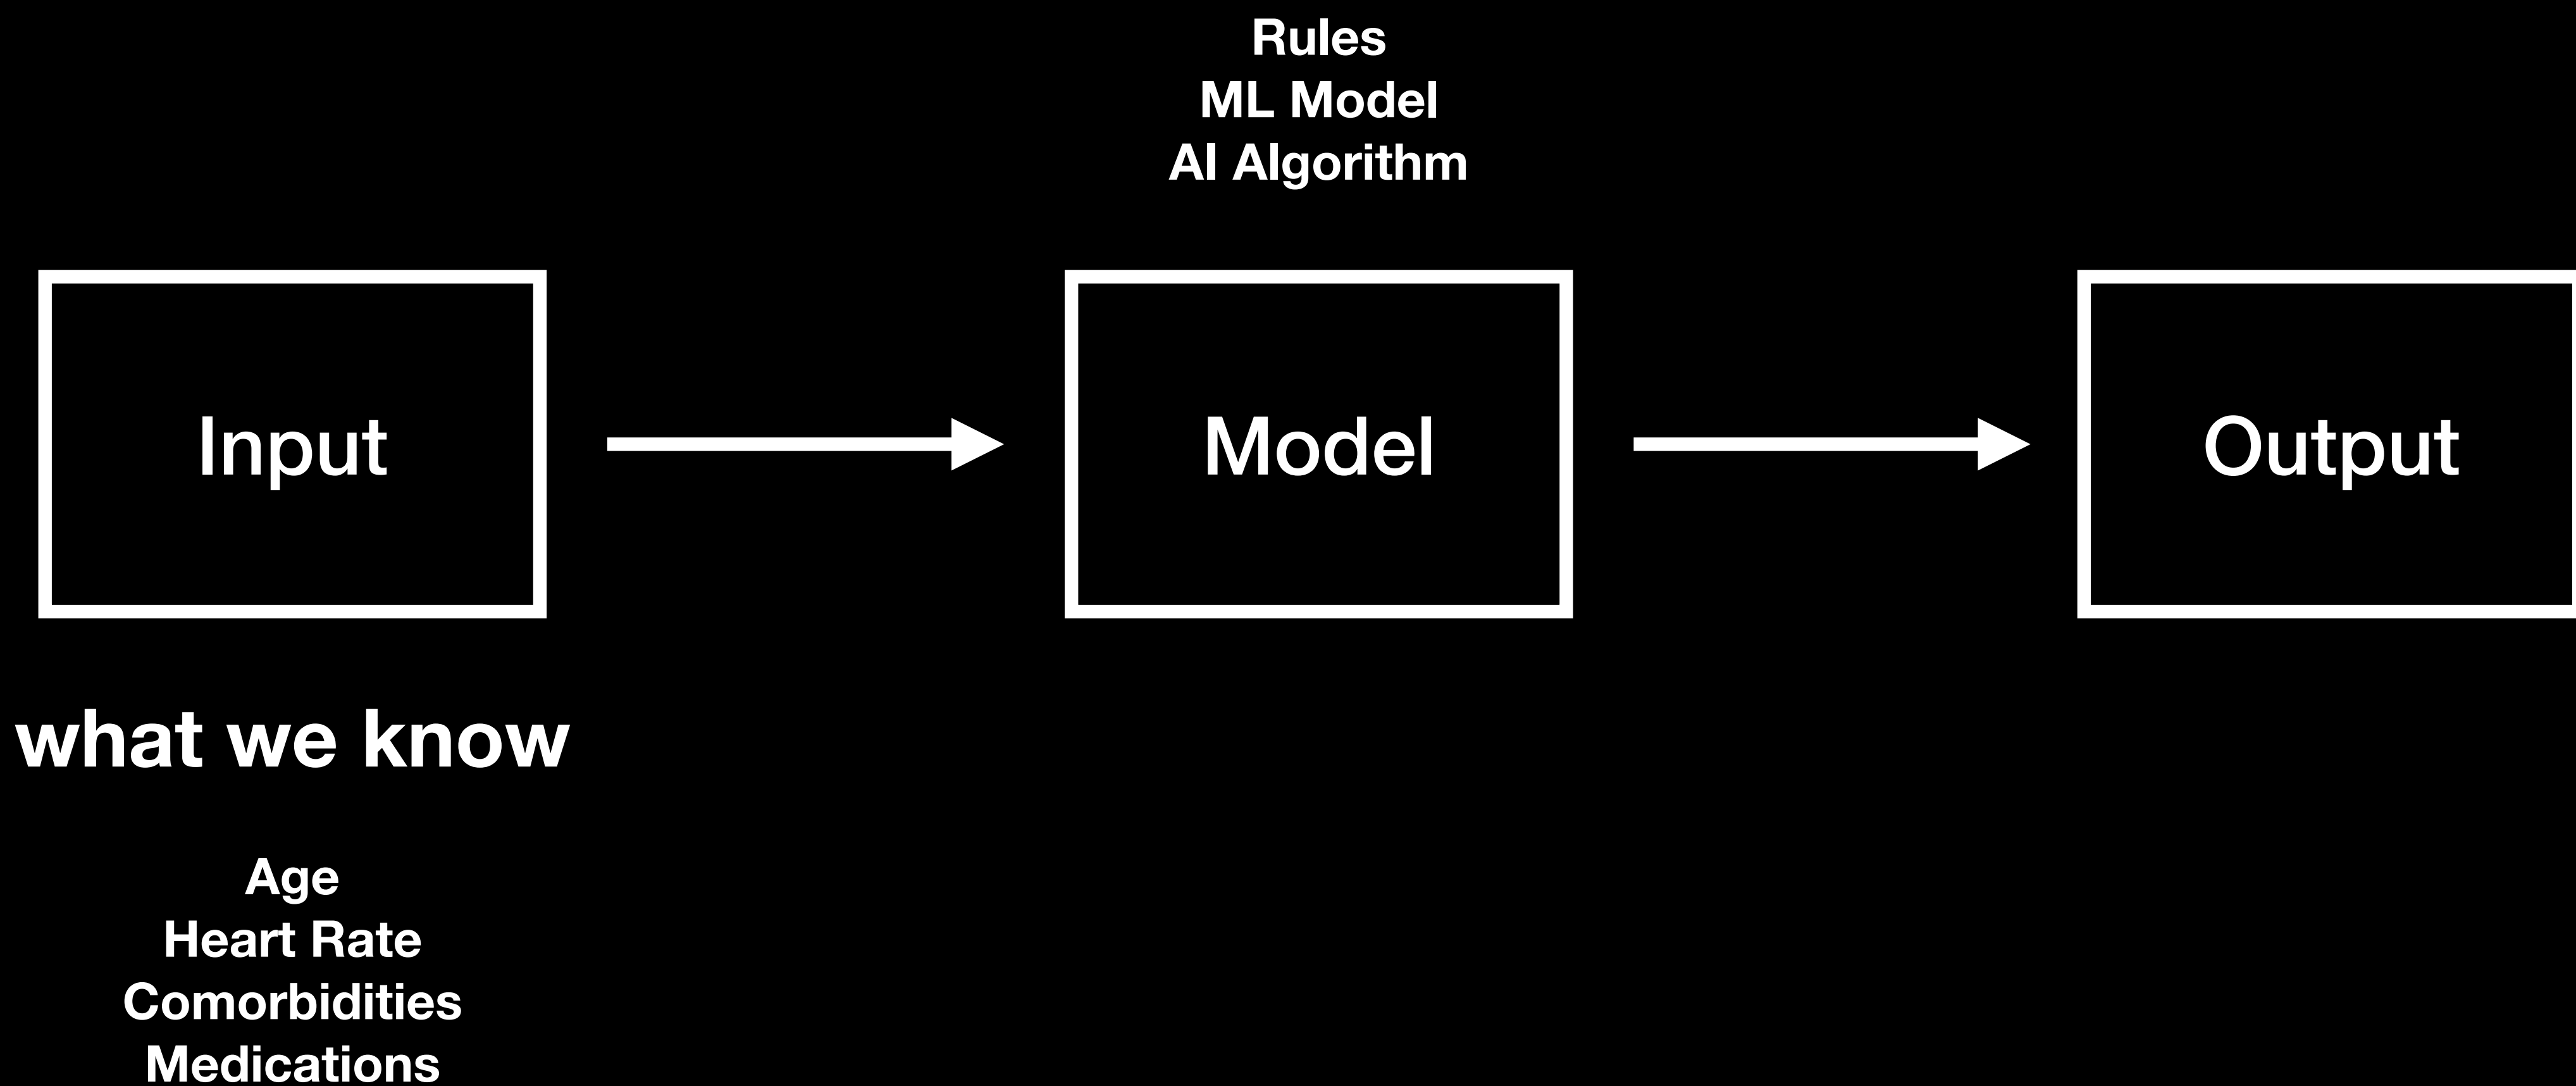 Rules
ML Model
AI Algorithm
Input
Model
Output
what we know
Age
Heart Rate
Comorbidities
Medications